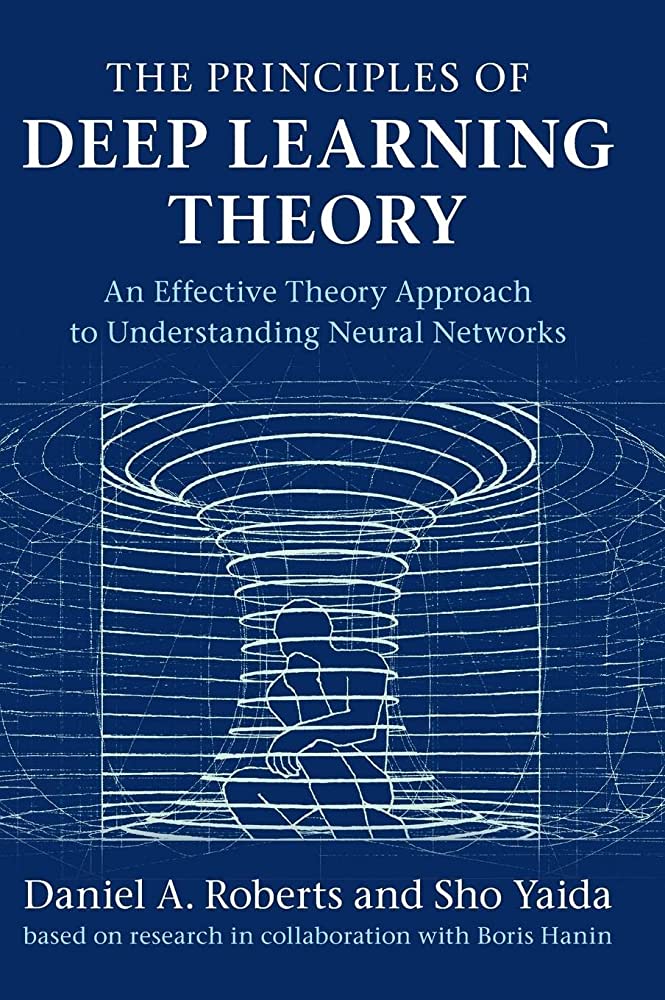 THE PRINCIPLES OF
DEEP LEARNING
THEORY
An Effective Theory Approach
to Understanding Neural Networks
Daniel A. Roberts and Sho Yaida
based on research in collaboration with Boris Hanin